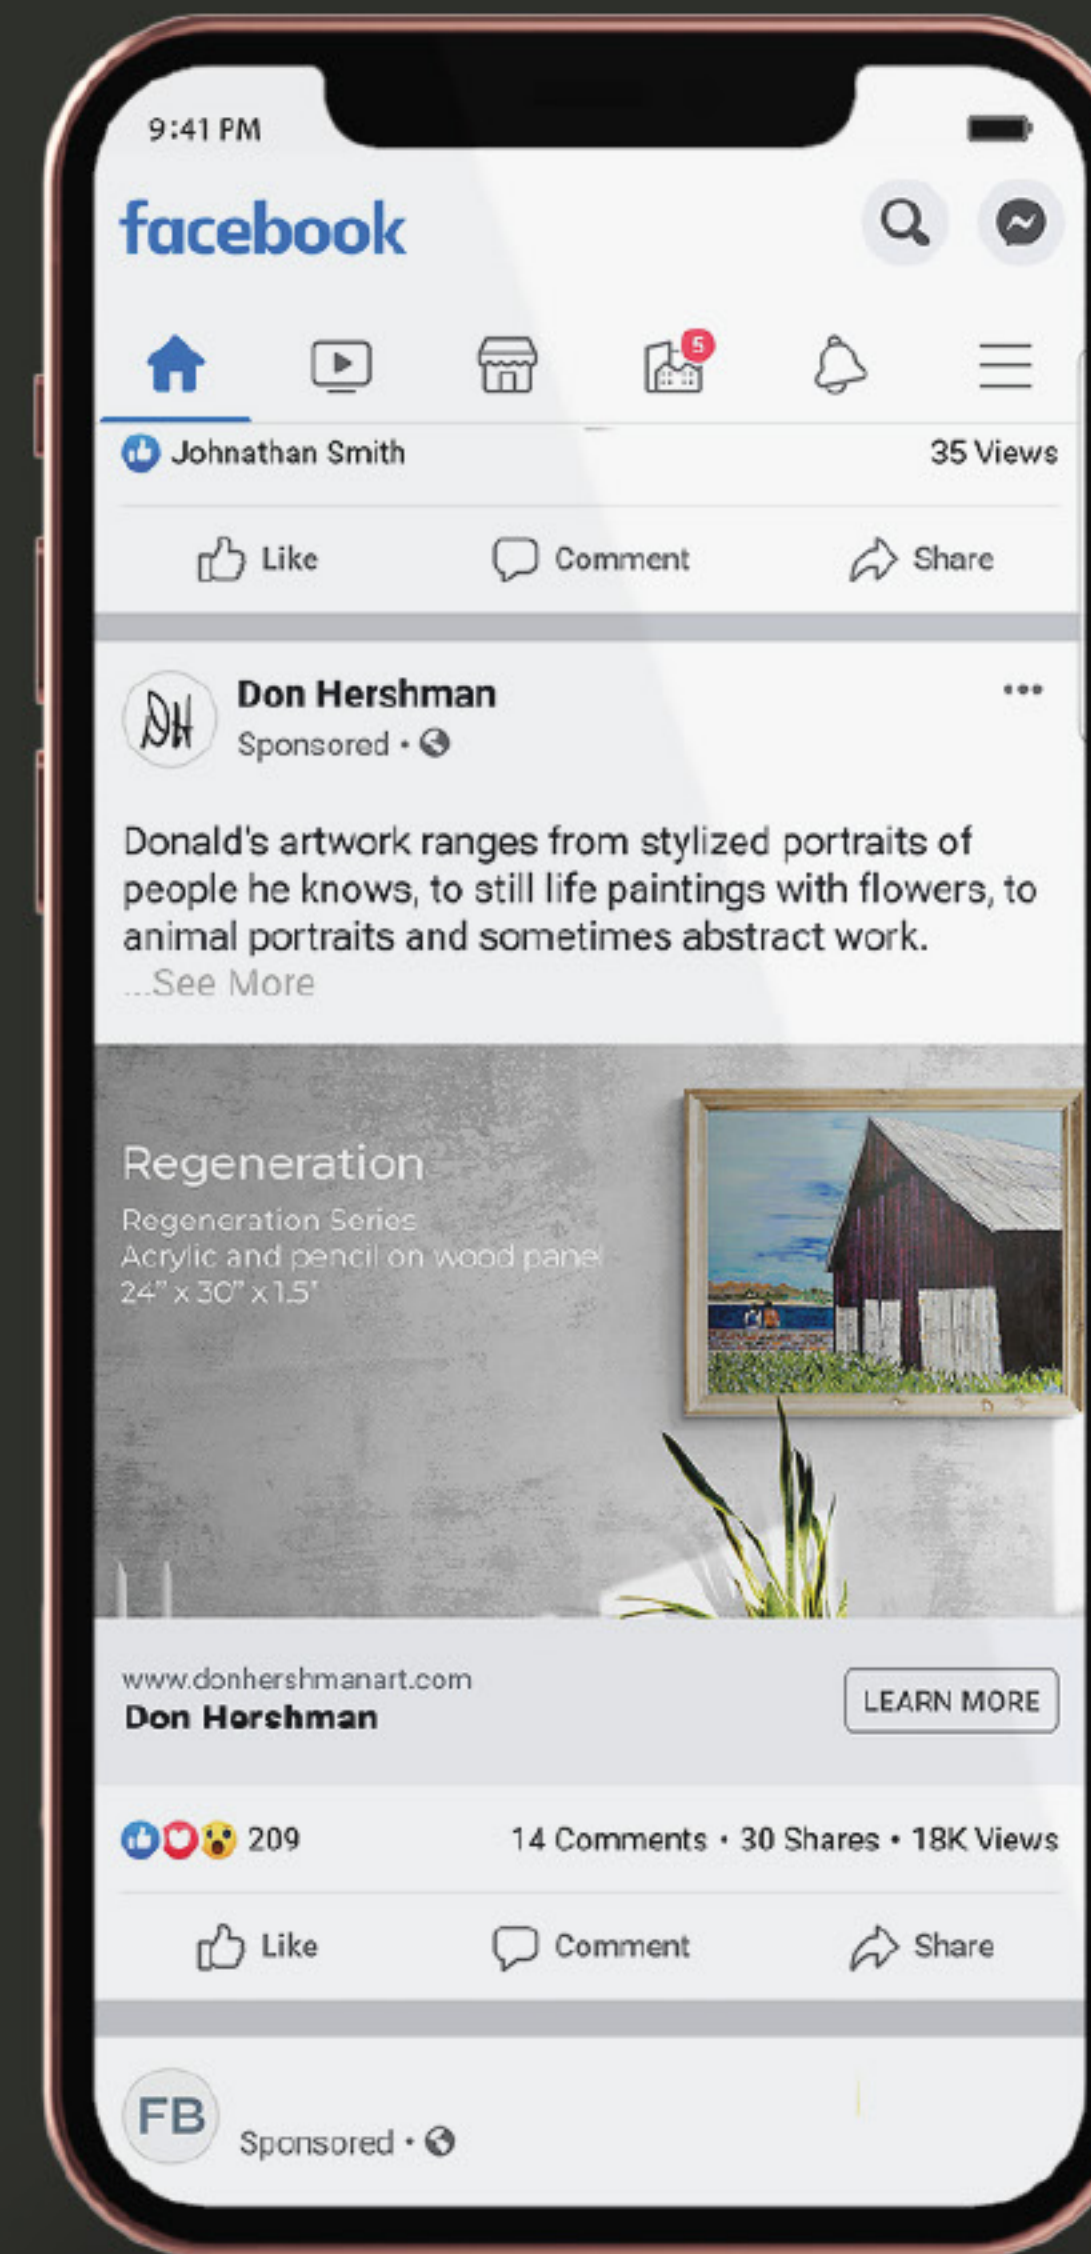 9:41 PM
facebook
5
Johnathan Smith 35 Views
Like Comment Share
DH Don Hershman
Sponsored •
Donald's artwork ranges from stylized portraits of
people he knows, to still life paintings with flowers, to
animal portraits and sometimes abstract work.
...See More
Regeneration
Regeneration Series
Acrylic and pencil on wood panel
24” x 30” x 1.5”
www.donhershmanart.com
Don Hershman
LEARN MORE
209 14 Comments • 30 Shares • 18K Views
Like Comment Share
FB
Sponsored •